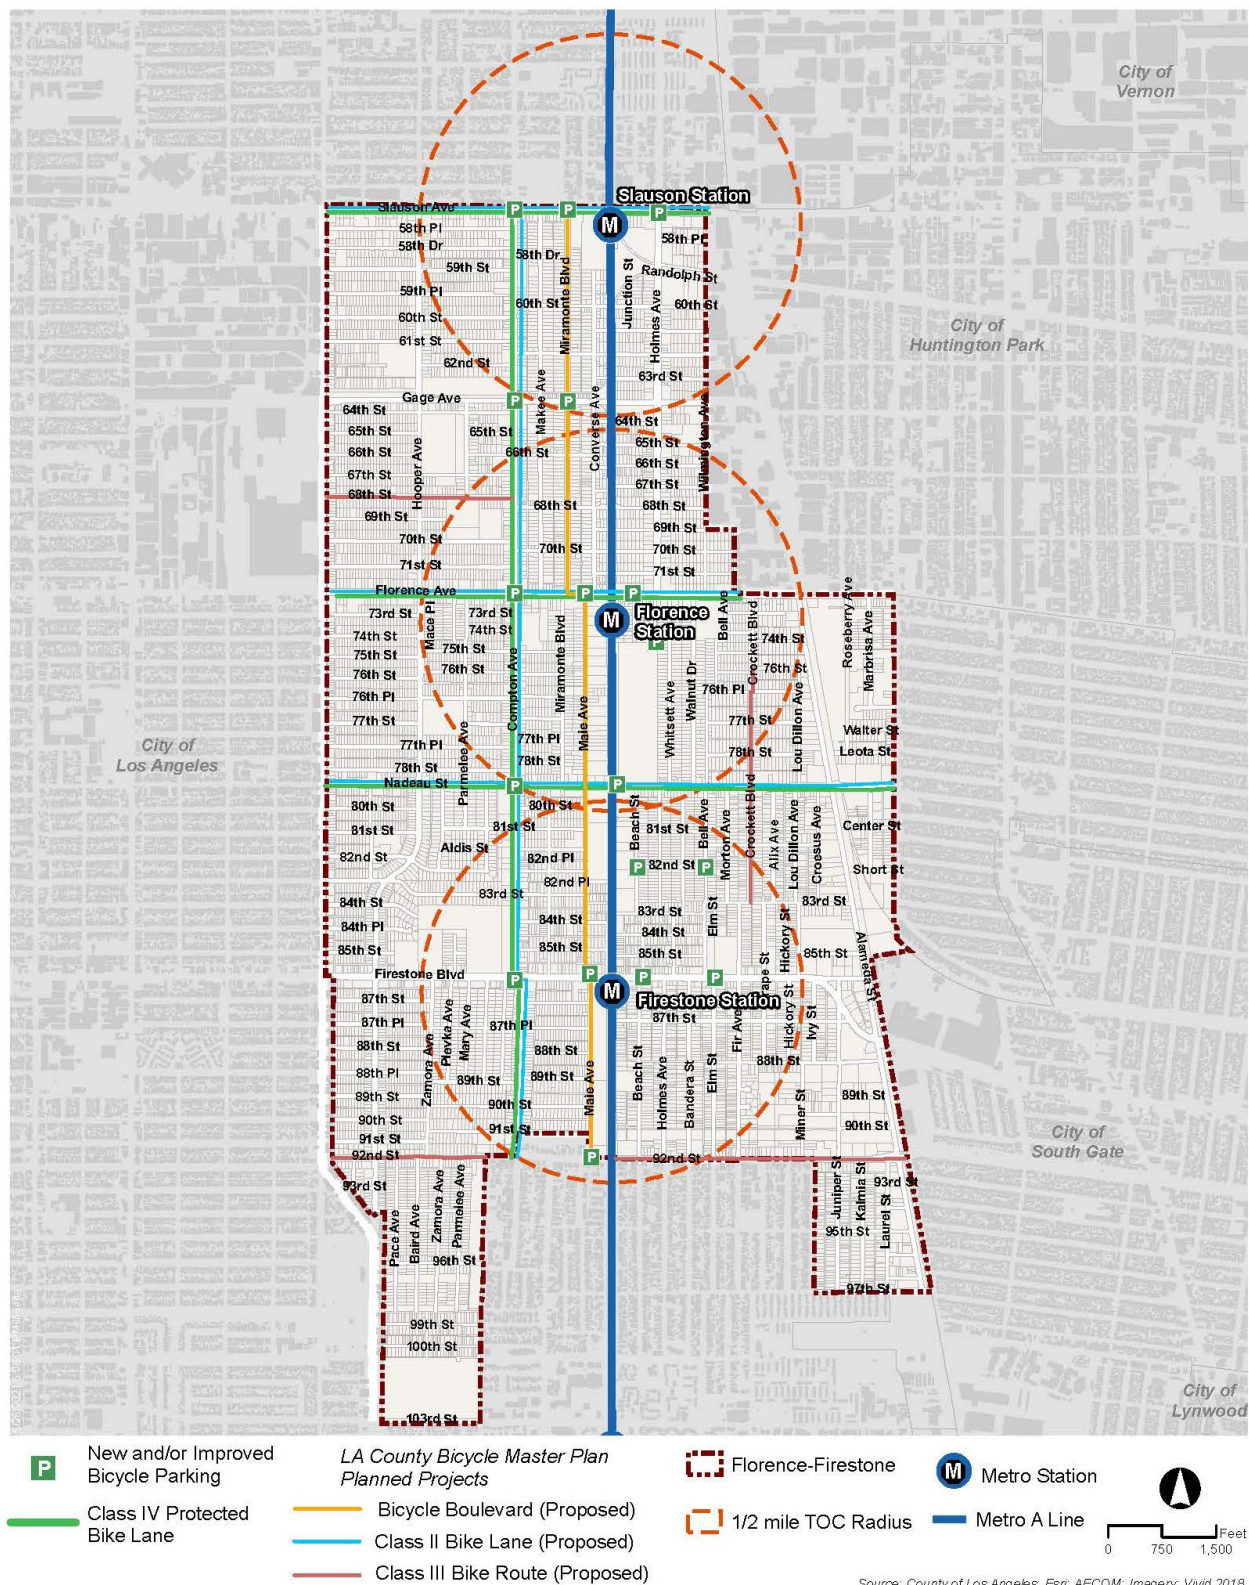 City of
Vernon
Slauson Station
M
P
P
P
Slauson Ave
58th Pl
58th Dr
58th Dr
58th Pl
59th St
Randolph St
59th Pl
60th St
60th St
60th St
61st St
62nd St
Miramonte Blvd
Junction St
Holmes Ave
63rd St
City of
Huntington Park
Gage Ave
P
P
64th St
64th St
65th St
65th St
65th St
66th St
66th St
66th St
67th St
67th St
68th St
68th St
68th St
69th St
69th St
70th St
70th St
70th St
71st St
71st St
Hooper Ave
Makee Ave
Converse Ave
Wilmington Ave
Florence Ave
P
P
P
M
Florence
Station
P
73rd St
73rd St
74th St
74th St
74th St
75th St
75th St
76th St
76th St
76th St
76th Pl
76th Pl
77th St
77th St
77th Pl
77th Pl
78th St
78th St
78th St
Mace Pl
Compton Ave
Miramonte Blvd
Maie Ave
Parmelee Ave
Whitsett Ave
Walnut Dr
Bell Ave
Crockett Blvd
Lou Dillon Ave
Roseberry Ave
Marbrisa Ave
Walter St
Leota St
City of
Los Angeles
Nadeau St
P
P
80th St
80th St
81st St
81st St
81st St
Aldis St
82nd St
82nd Pl
82nd St
82nd Pl
P
P
83rd St
83rd St
83rd St
84th St
84th St
84th St
84th Pl
85th St
85th St
85th St
85th St
Beach St
Bell Ave
Morton Ave
Crockett Blvd
Alix Ave
Lou Dillon Ave
Croesus Ave
Center St
Short St
Elm St
Hickory St
Alameda St
Firestone Blvd
P
P
P
P
M
Firestone Station
87th St
87th St
87th Pl
87th Pl
88th St
88th St
88th St
88th Pl
89th St
89th St
89th St
89th St
90th St
90th St
90th St
91st St
91st St
92nd St
92nd St
P
Zamora Ave
Plevka Ave
Mary Ave
Maie Ave
Beach St
Holmes Ave
Bandera St
Elm St
Fir Ave
Hickory St
Ivy St
Miner St
City of
South Gate
93rd St
93rd St
Pace Ave
Baird Ave
Zamora Ave
Parmelee Ave
Juniper St
Kalmia St
Laurel St
95th St
96th St
97th St
99th St
100th St
103rd St
City of
Lynwood
P
New and/or Improved
Bicycle Parking
Class IV Protected
Bike Lane
LA County Bicycle Master Plan
Planned Projects
Bicycle Boulevard (Proposed)
Class II Bike Lane (Proposed)
Class III Bike Route (Proposed)
Florence-Firestone
1/2 mile TOC Radius
M
Metro Station
Metro A Line
Feet
0 750 1,500
Source: County of Los Angeles; Esri; AECOM; Imagery: Vivid 2018